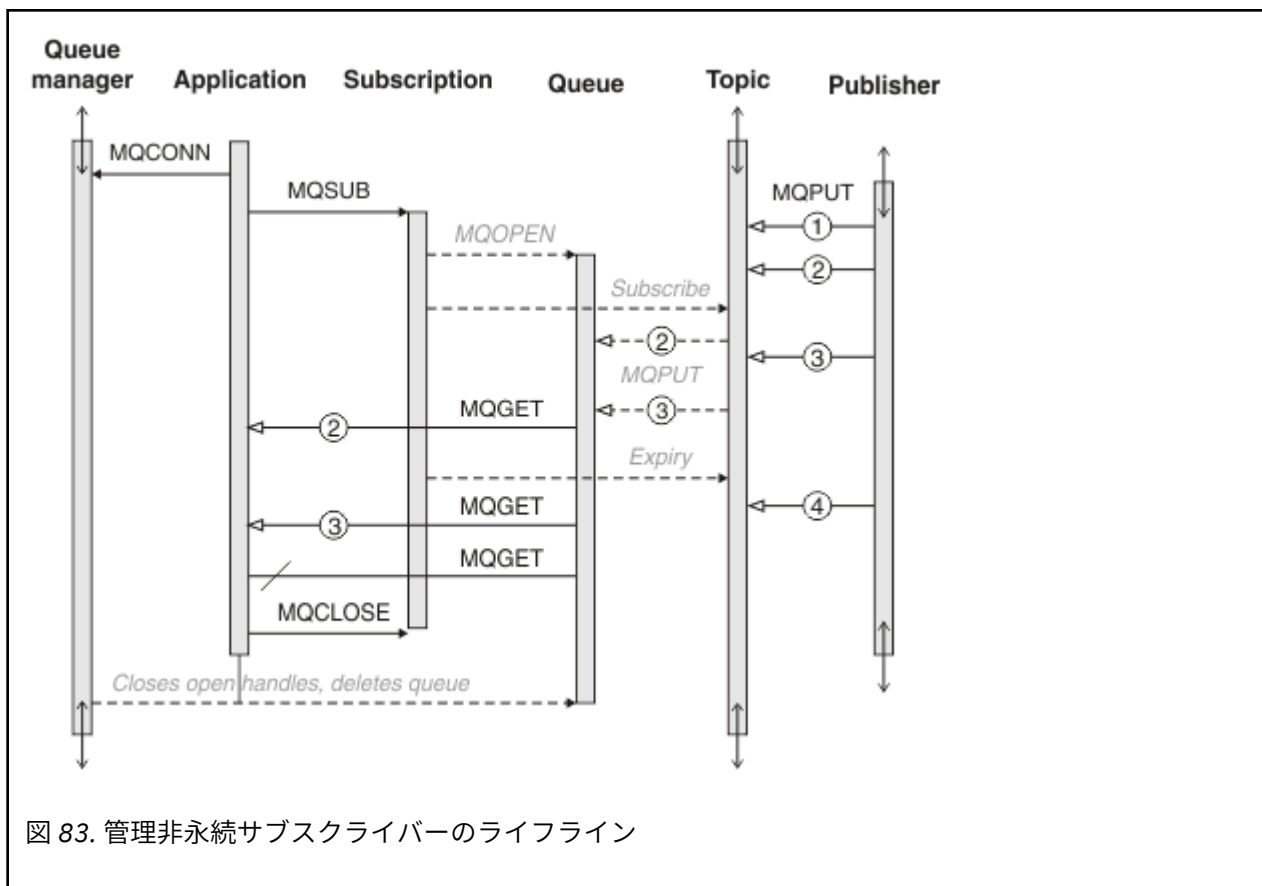 Queue
manager
Application
Subscription
Queue
Topic
Publisher
MQCONN
MQSUB
MQPUT
MQOPEN
①
②
Subscribe
②
③
MQPUT
③
MQGET
②
Expiry
MQGET
④
③
MQGET
MQCLOSE
Closes open handles, deletes queue
図 83. 管理非永続サブスクライバーのライフライン